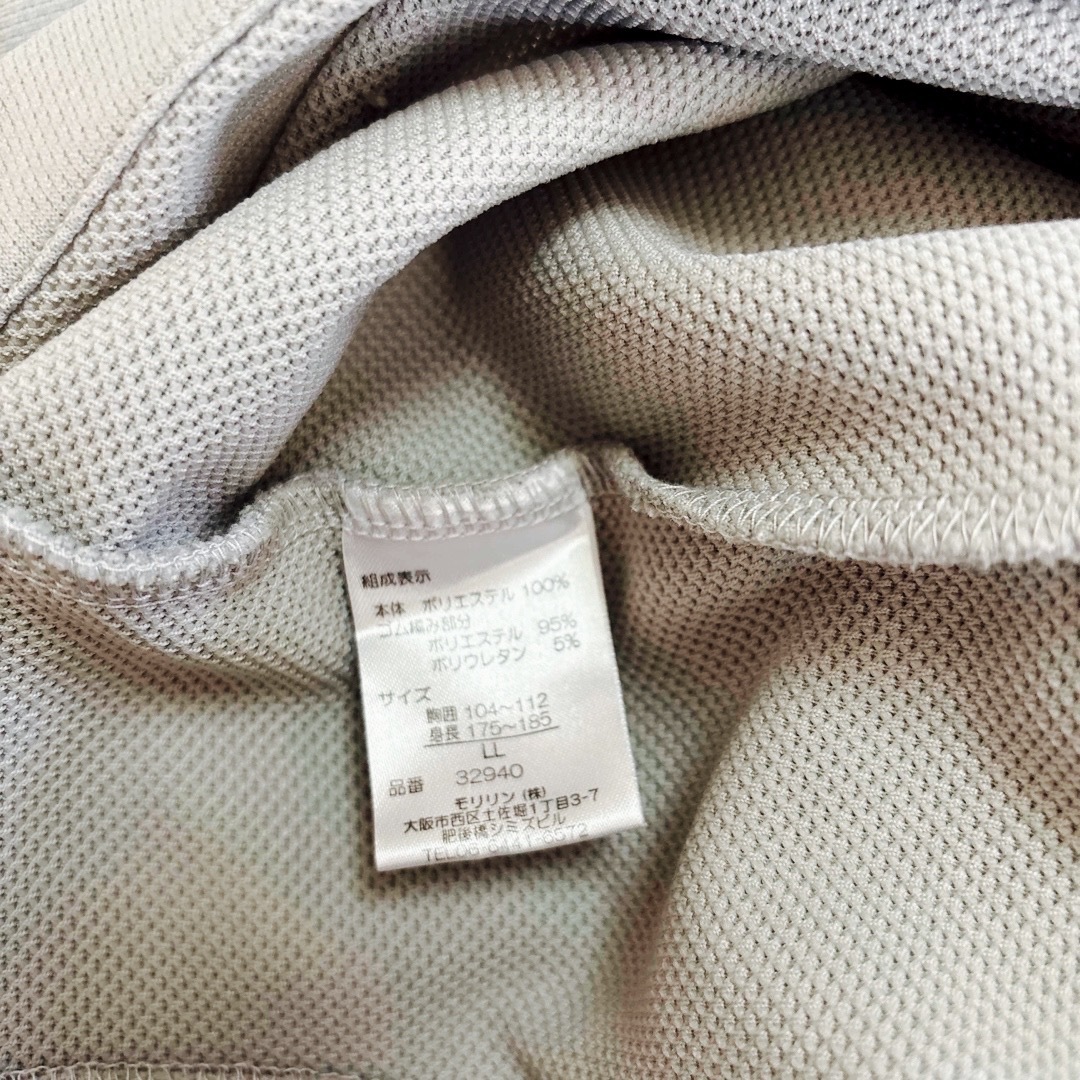 組成表示
本体 ポリエステル 100%
ゴム編み部分
ポリエステル 95%
ポリウレタン 5%
サイズ
胸囲 104~112
身長 175~185
LL
品番 32940
モリリン (株)
大阪市西区土佐堀1丁目3-7
肥後橋シミズビル